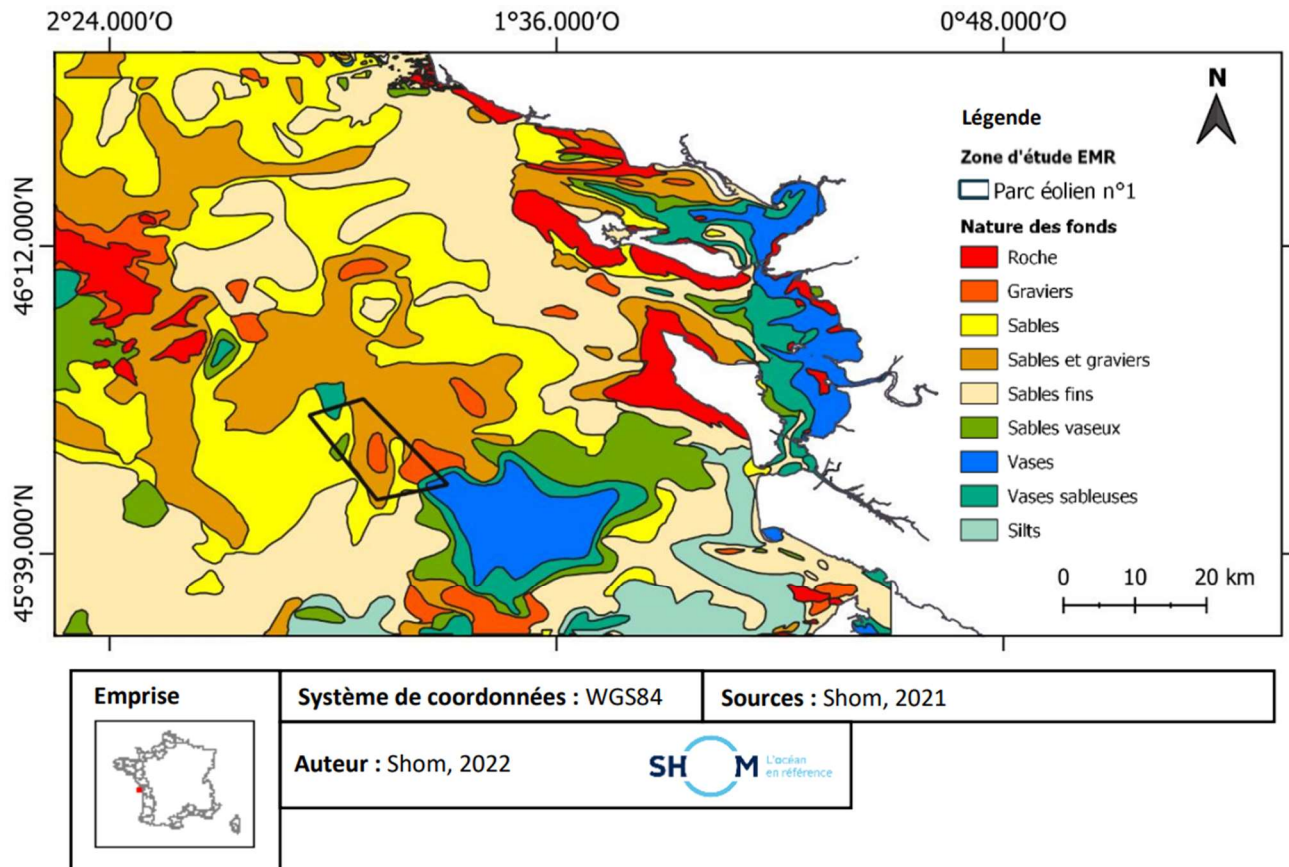 2°24.000′O 1°36.000′O 0°48.000′O
46°12.000′N
45°39.000′N
N
Légende
Zone d'étude EMR
Parc éolien n°1
Nature des fonds
Roche
Graviers
Sables
Sables et graviers
Sables fins
Sables vaseux
Vases
Vases sableuses
Silts
0 10 20 km
Emprise
Système de coordonnées : WGS84
Sources : Shom, 2021
Auteur : Shom, 2022
SH M
L'océan
en référence